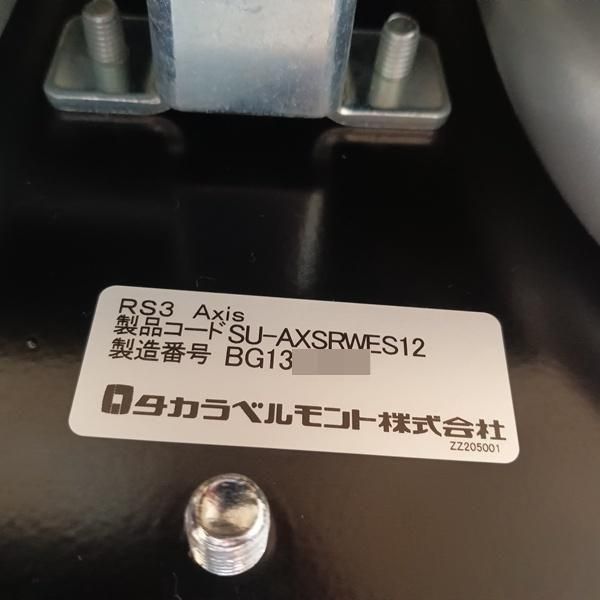 RS3 Axis
製品コード SU-AXSRWES12
製造番号 BG13
タカラベルモント株式会社
ZZ205001